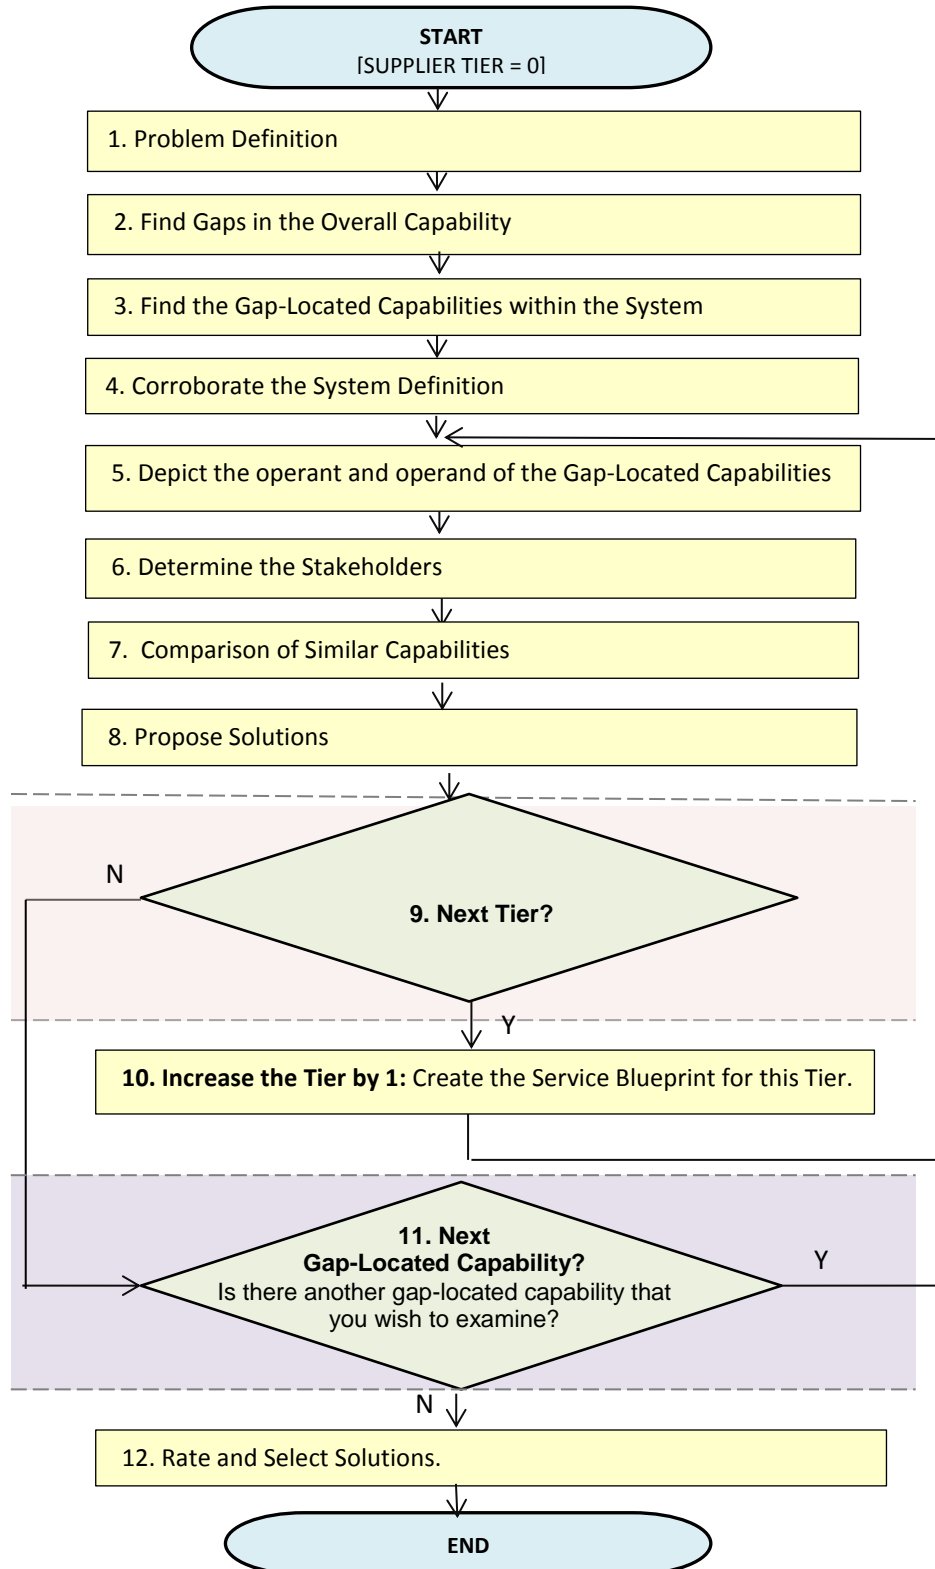 START
[SUPPLIER TIER = 0]
1. Problem Definition
2. Find Gaps in the Overall Capability
3. Find the Gap-Located Capabilities within the System
4. Corroborate the System Definition
5. Depict the operant and operand of the Gap-Located Capabilities
6. Determine the Stakeholders
7. Comparison of Similar Capabilities
8. Propose Solutions
N
9. Next Tier?
Y
10. Increase the Tier by 1: Create the Service Blueprint for this Tier.
11. Next
Gap-Located Capability?
Is there another gap-located capability that
you wish to examine?
Y
N
12. Rate and Select Solutions.
END